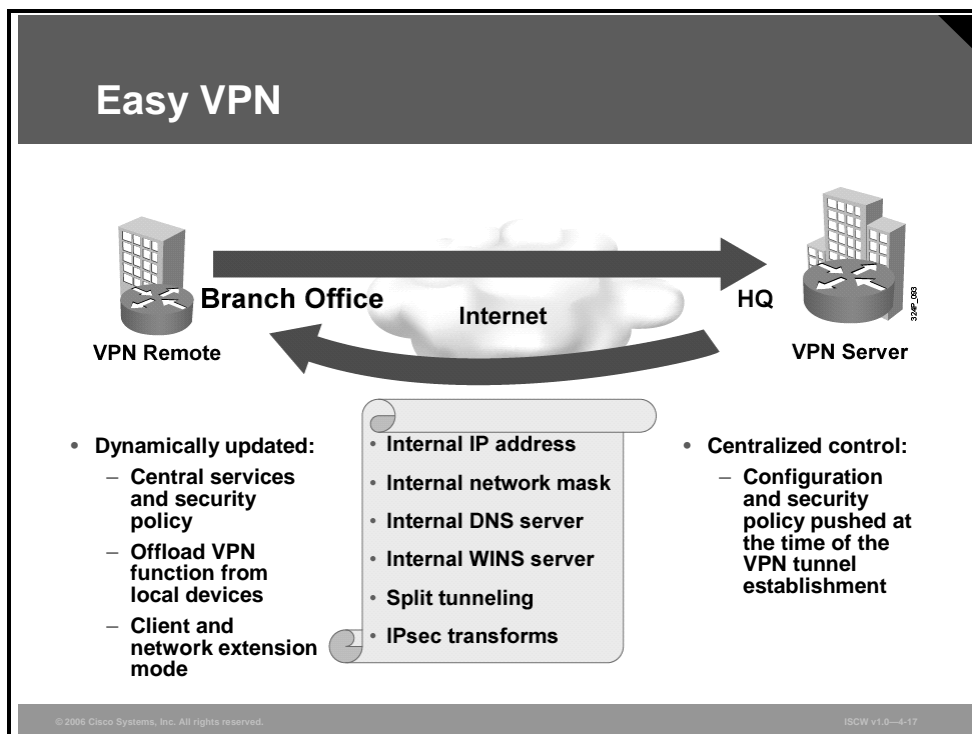 Easy VPN
Branch Office
Internet
HQ
324P_093
VPN Remote
VPN Server
• Dynamically updated:
– Central services
and security
policy
– Offload VPN
function from
local devices
– Client and
network extension
mode
• Internal IP address
• Internal network mask
• Internal DNS server
• Internal WINS server
• Split tunneling
• IPsec transforms
• Centralized control:
– Configuration
and security
policy pushed at
the time of the
VPN tunnel
establishment
© 2006 Cisco Systems, Inc. All rights reserved.
ISCW v1.0—4-17